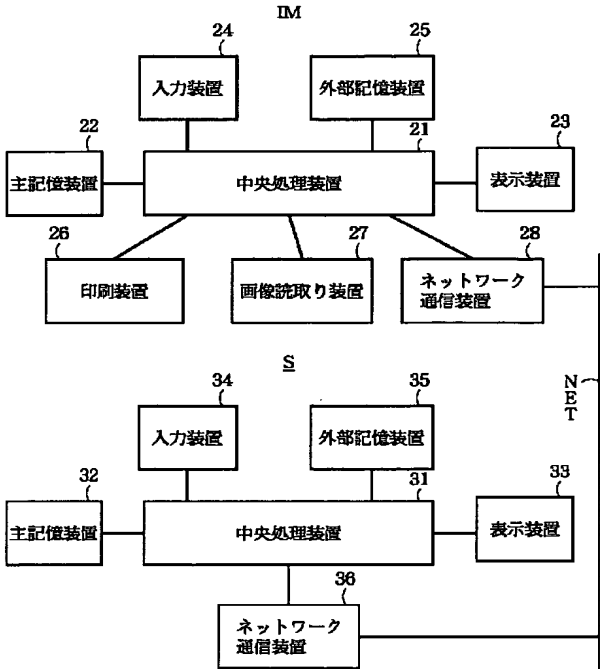 IM
24
25
入力装置
外部記憶装置
22
21
23
主記憶装置
中央処理装置
表示装置
26
27
28
印刷装置
画像読取り装置
ネットワーク
通信装置
S
34
35
NET
入力装置
外部記憶装置
32
31
33
主記憶装置
中央処理装置
表示装置
36
ネットワーク
通信装置